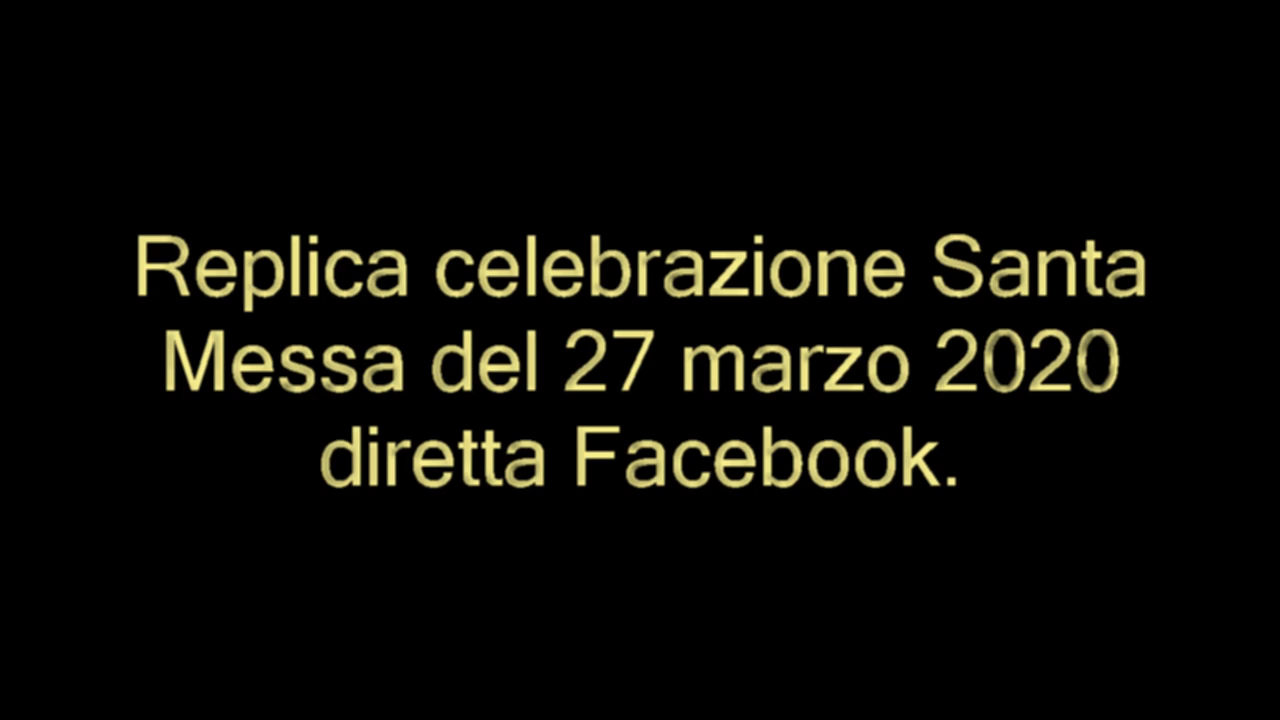 Replica celebrazione Santa
Messa del 27 marzo 2020
diretta Facebook.